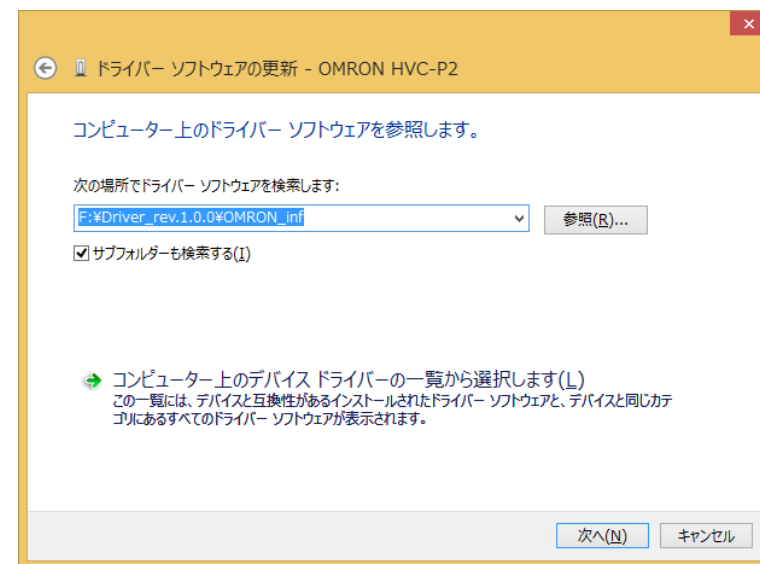 ドライバー ソフトウェアの更新 - OMRON HVC-P2
コンピューター上のドライバー ソフトウェアを参照します。
次の場所でドライバー ソフトウェアを検索します:
F:¥Driver_rev.1.0.0¥OMRON_inf
参照(R)...
サブフォルダーも検索する(I)
コンピューター上のデバイス ドライバーの一覧から選択します(L)
この一覧には、デバイスと互換性があるインストールされたドライバー ソフトウェアと、デバイスと同じカテ
ゴリにあるすべてのドライバー ソフトウェアが表示されます。
次へ(N)
キャンセル